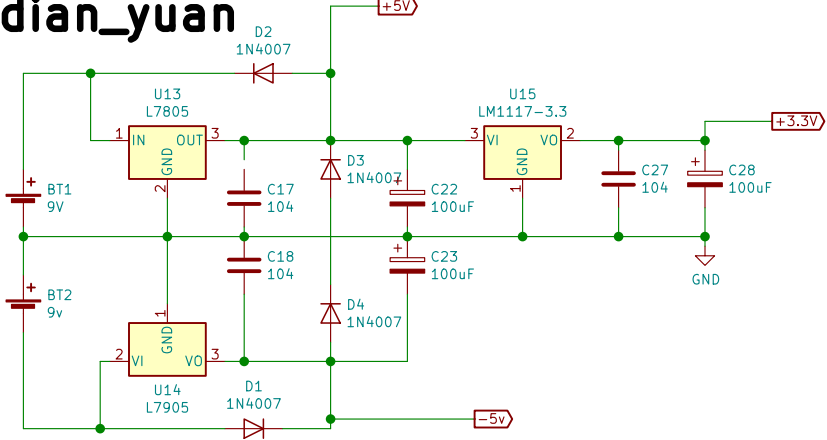 dian_yuan
+5V
D2
1N4007
U13
L7805
1 IN OUT 3
GND
2
U15
LM1117-3.3
3 VI VO 2
GND
1
+3.3V
D3
1N4007
BT1
9V
C17
104
C22
100uF
C27
104
C28
100uF
C18
104
C23
100uF
GND
BT2
9v
D4
1N4007
1
GND
2 VI VO 3
U14
L7905
D1
1N4007
-5v